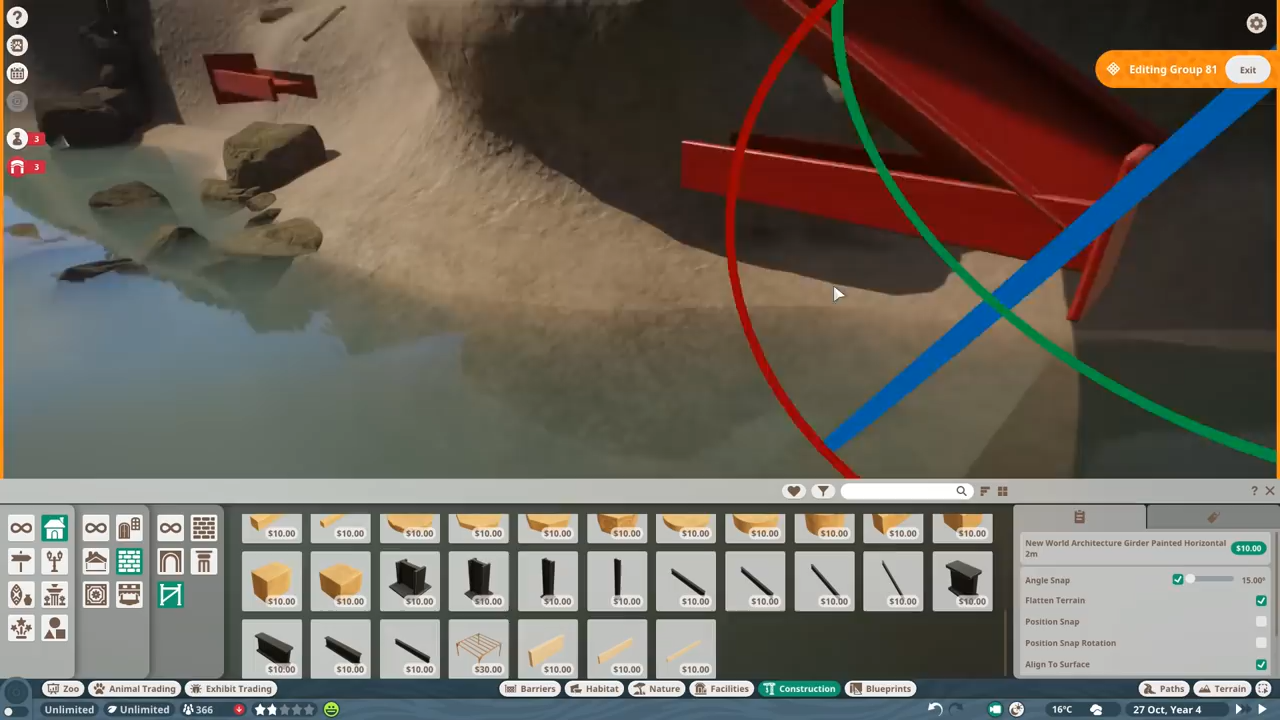 ?
Editing Group 81
Exit
3
3
?
$10.00 $10.00 $10.00 $10.00 $10.00 $10.00 $10.00 $10.00 $10.00 $10.00 $10.00
$10.00 $10.00 $10.00 $10.00 $10.00 $10.00 $10.00 $10.00 $10.00 $10.00 $10.00
$10.00 $10.00 $10.00 $30.00 $10.00 $10.00 $10.00
New World Architecture Girder Painted Horizontal
2m
$10.00
Angle Snap 15.00°
Flatten Terrain
Position Snap
Position Snap Rotation
Align To Surface
Zoo Animal Trading Exhibit Trading Barriers Habitat Nature Facilities Construction Blueprints Paths Terrain
Unlimited Unlimited 366 16°C 27 Oct, Year 4